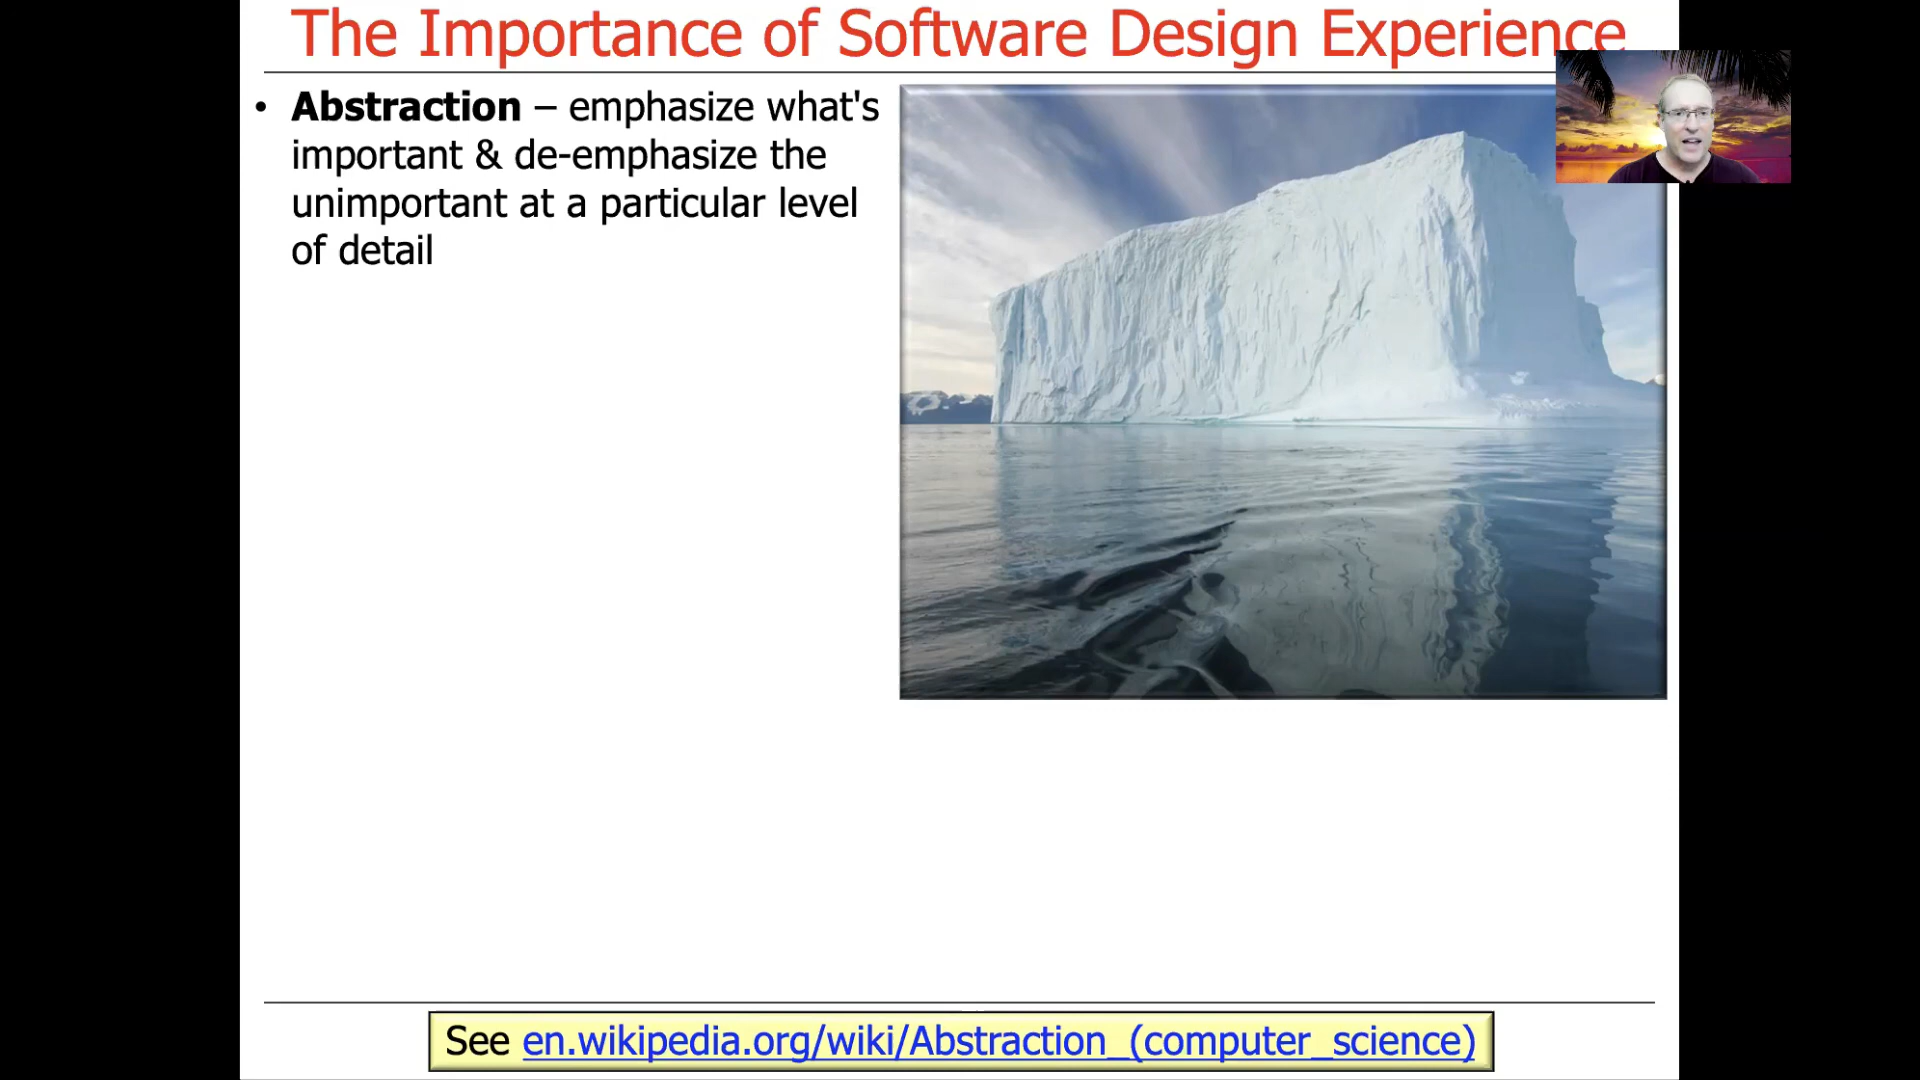 The Importance of Software Design Experience
• Abstraction – emphasize what's
important & de-emphasize the
unimportant at a particular level
of detail
See en.wikipedia.org/wiki/Abstraction_(computer_science)